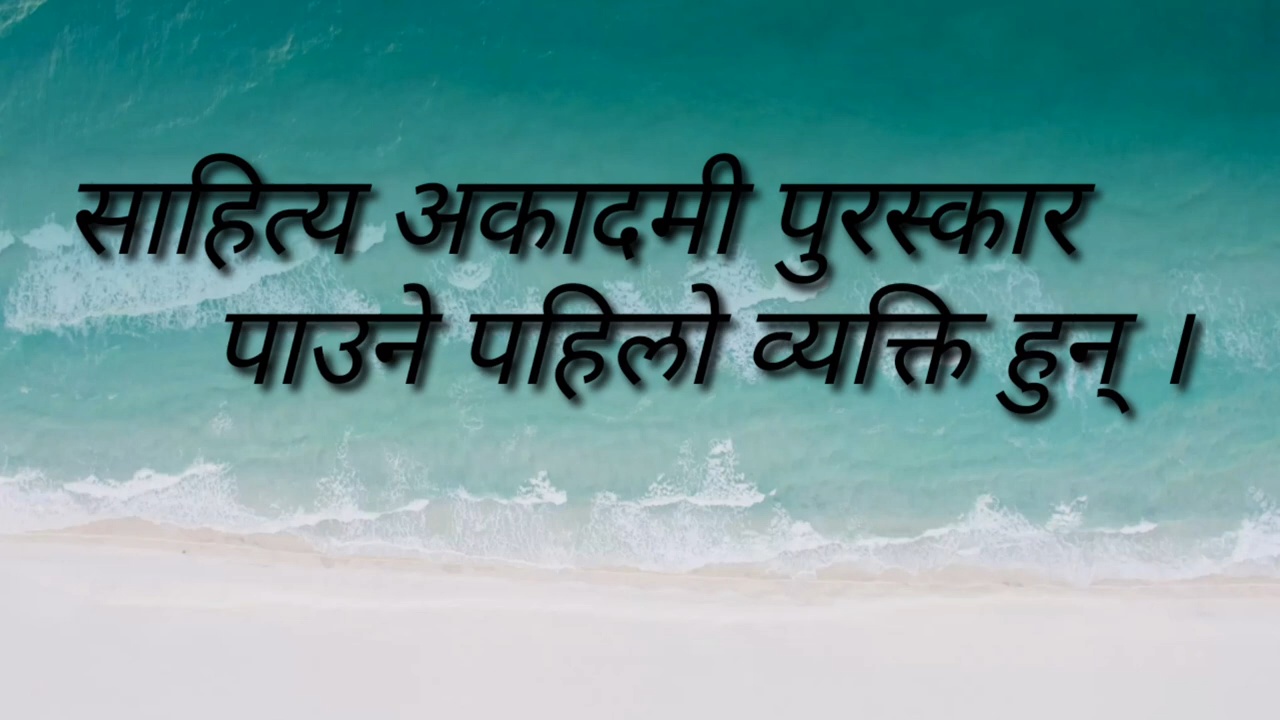 साहित्य अकादमी पुरस्कार
पाउने पहिलो व्यक्ति हुन् ।